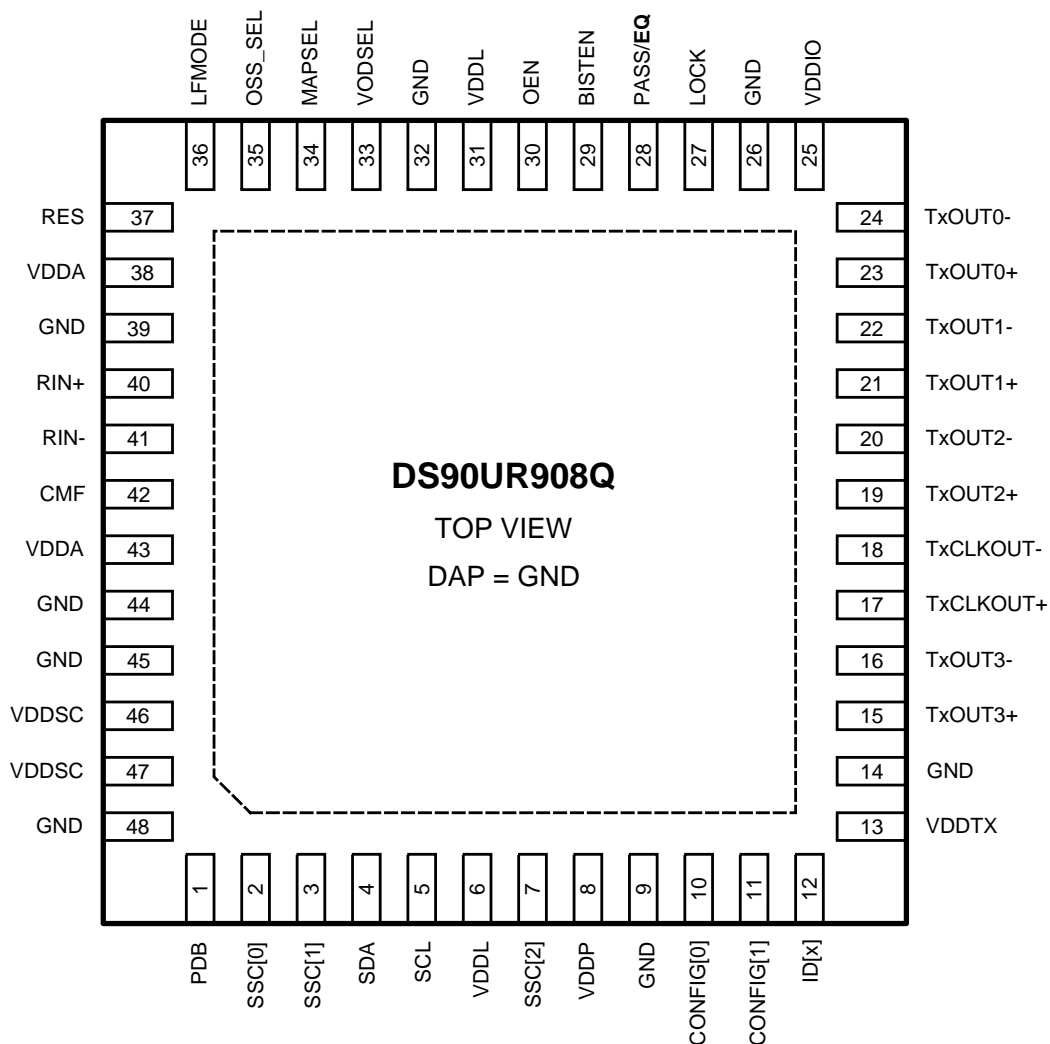 LFMODE
OSS_SEL
MAPSEL
VODSEL
GND
VDDL
OEN
BISTEN
PASS/EQ
LOCK
GND
VDDIO
36
35
34
33
32
31
30
29
28
27
26
25
RES 37
VDDA 38
GND 39
RIN+ 40
RIN- 41
CMF 42
VDDA 43
GND 44
GND 45
VDDSC 46
VDDSC 47
GND 48
DS90UR908Q
TOP VIEW
DAP = GND
24 TxOUT0-
23 TxOUT0+
22 TxOUT1-
21 TxOUT1+
20 TxOUT2-
19 TxOUT2+
18 TxCLKOUT-
17 TxCLKOUT+
16 TxOUT3-
15 TxOUT3+
14 GND
13 VDDTX
1
2
3
4
5
6
7
8
9
10
11
12
PDB
SSC[0]
SSC[1]
SDA
SCL
VDDL
SSC[2]
VDDP
GND
CONFIG[0]
CONFIG[1]
ID[x]